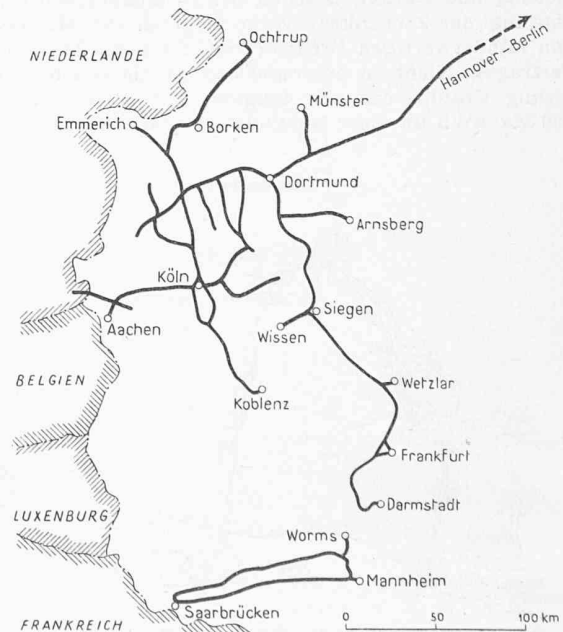 NIEDERLANDE
Ochtrup
Hannover-Berlin
Münster
Emmerich
Borken
Dortmund
Arnsberg
Köln
Aachen
Siegen
Wissen
BELGIEN
Wetzlar
Koblenz
Frankfurt
Darmstadt
LUXENBURG
Worms
Mannheim
Saarbrücken
FRANKREICH
0 50 100 km